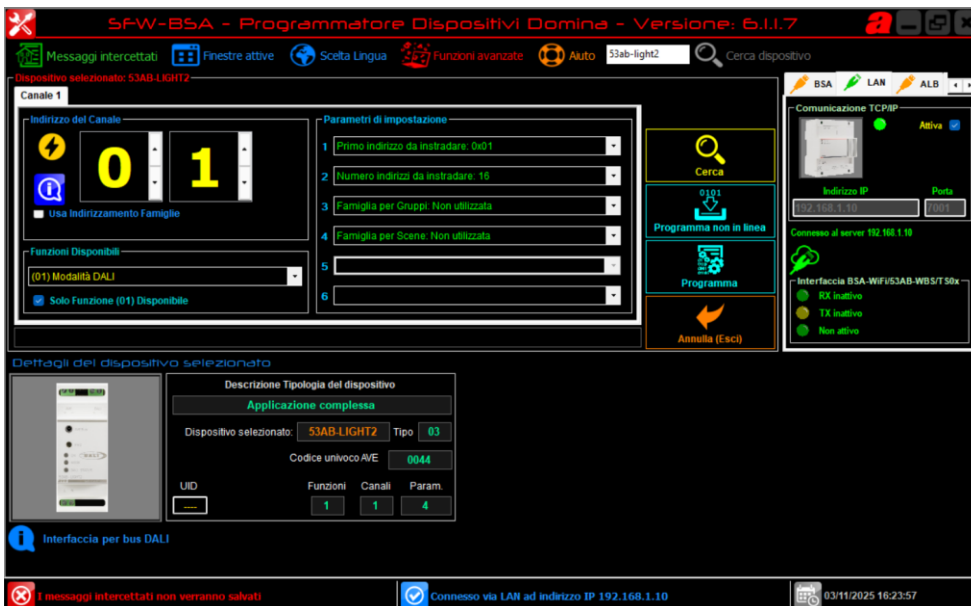 SFW-BSA - Programmatore Dispositivi Domina - Versione: 6.1.1.7
Messaggi intercettati
Finestre attive
Scelta Lingua
Funzioni avanzate
Aiuto
53ab-light2
Cerca dispositivo
Dispositivo selezionato: 53AB-LIGHT2
Canale 1
Indirizzo del Canale
0 1
Usa Indirizzamento Famiglie
Funzioni Disponibili
(01) Modalità DALI
Solo Funzione (01) Disponibile
Parametri di impostazione
1 Primo indirizzo da instradare: 0x01
2 Numero indirizzi da instradare: 16
3 Famiglia per Gruppi: Non utilizzata
4 Famiglia per Scene: Non utilizzata
5
6
Cerca
0101
Programma non in linea
Programma
Annulla (Esci)
BSA LAN ALB
Comunicazione TCP/IP
Attiva
Indirizzo IP Porta
192.168.1.10 7001
Connesso al server 192.168.1.10
Interfaccia BSA-WiFi/53AB-WBS/T50x
RX inattivo
TX inattivo
Non attivo
Dettagli del dispositivo selezionato
Descrizione Tipologia del dispositivo
Applicazione complessa
Dispositivo selezionato: 53AB-LIGHT2 Tipo 03
Codice univoco AVE 0044
UID Funzioni Canali Param.
---- 1 1 4
Interfaccia per bus DALI
I messaggi intercettati non verranno salvati
Connesso via LAN ad indirizzo IP 192.168.1.10
03/11/2025 16:23:57